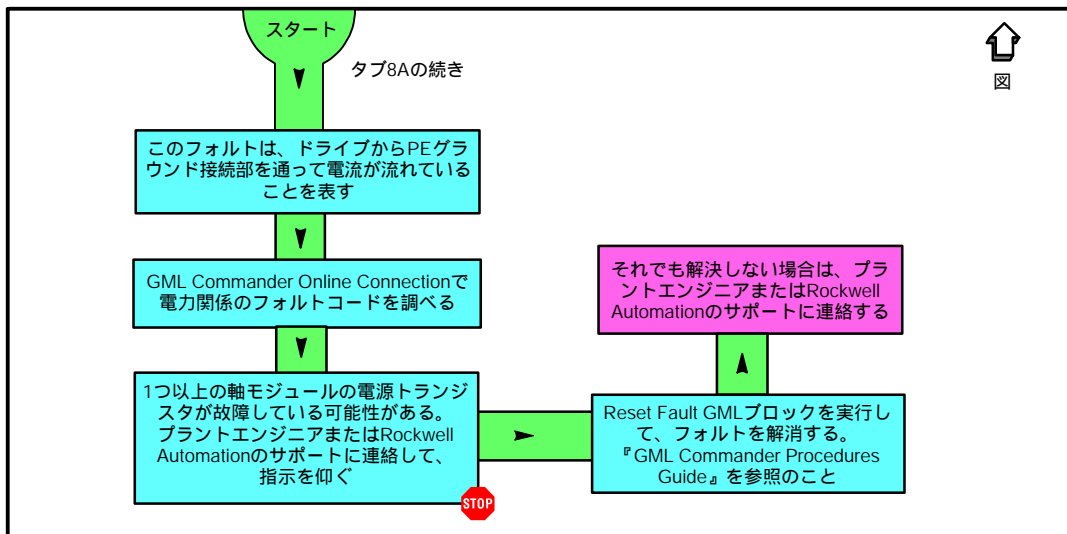 スタート
タブ8Aの続き
図
このフォルトは、ドライブからPEグラ
ウンド接続部を通って電流が流れている
ことを表す
GML Commander Online Connectionで
電力関係のフォルトコードを調べる
1つ以上の軸モジュールの電源トランジ
スタが故障している可能性がある。
プラントエンジニアまたはRockwell
Automationのサポートに連絡して、
指示を仰ぐ
STOP
Reset Fault GMLブロックを実行し
て、フォルトを解消する。
『GML Commander Procedures
Guide』を参照のこと
それでも解決しない場合は、プラ
ントエンジニアまたはRockwell
Automationのサポートに連絡する